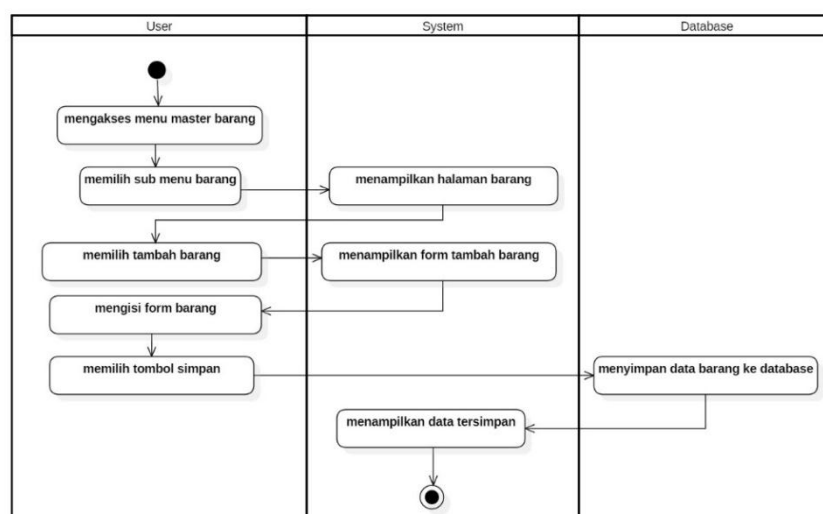 User
System
Database
mengakses menu master barang
memilih sub menu barang
menampilkan halaman barang
memilih tambah barang
menampilkan form tambah barang
mengisi form barang
memilih tombol simpan
menyimpan data barang ke database
menampilkan data tersimpan